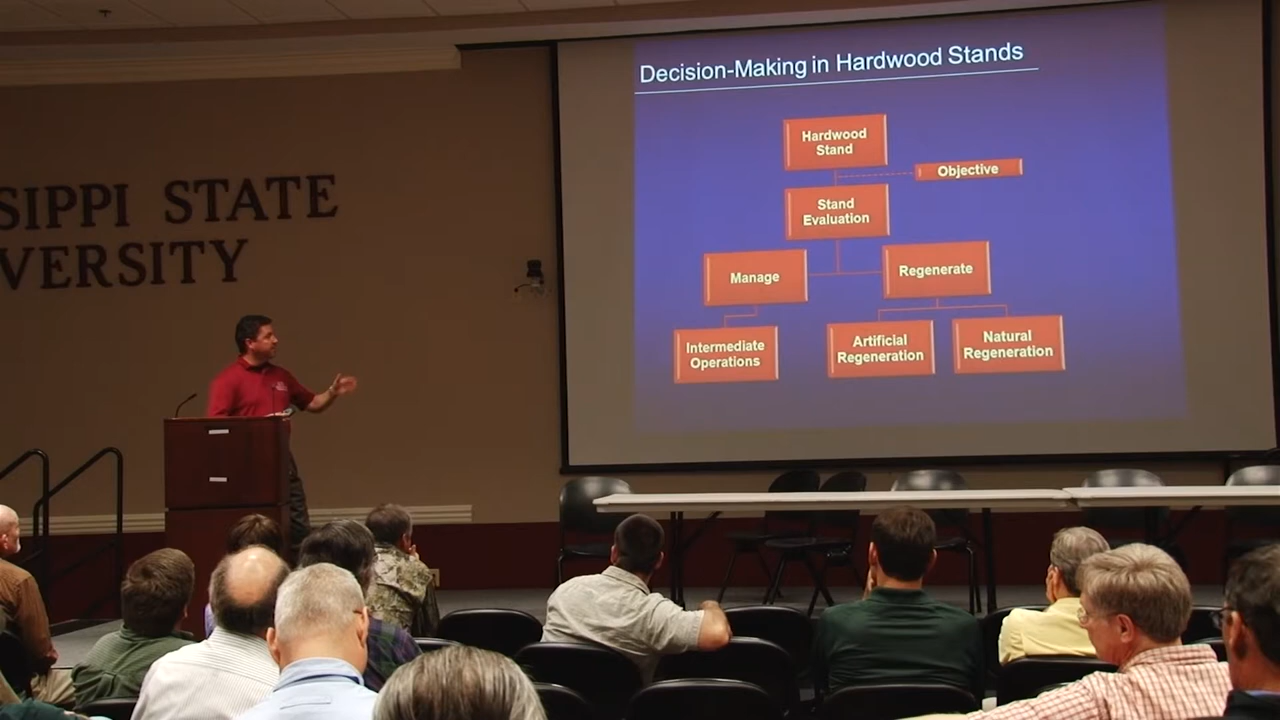 SIPPI STATE
VERSITY
Decision-Making in Hardwood Stands
Hardwood
Stand
Objective
Stand
Evaluation
Manage
Regenerate
Intermediate
Operations
Artificial
Regeneration
Natural
Regeneration